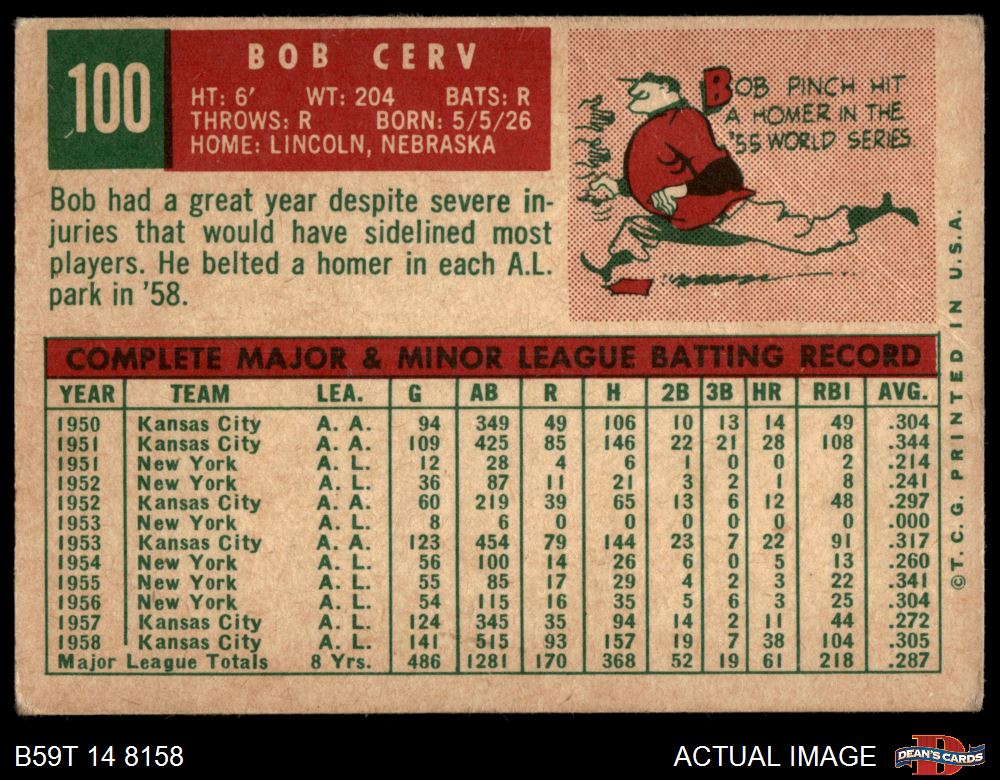 100
BOB CERV
HT: 6' WT: 204 BATS: R
THROWS: R BORN: 5/5/26
HOME: LINCOLN, NEBRASKA
BOB PINCH HIT
A HOMER IN THE
'55 WORLD SERIES.
Bob had a great year despite severe in-
juries that would have sidelined most
players. He belted a homer in each A.L.
park in '58.
COMPLETE MAJOR & MINOR LEAGUE BATTING RECORD
YEAR TEAM LEA. G AB R H 2B 3B HR RBI AVG.
1950 Kansas City A. A. 94 349 49 106 10 13 14 49 .304
1951 Kansas City A. A. 109 425 85 146 22 21 28 108 .344
1951 New York A. L. 12 28 4 6 1 0 0 2 .214
1952 New York A. L. 36 87 11 21 3 2 1 8 .241
1952 Kansas City A. A. 60 219 39 65 13 6 12 48 .297
1953 New York A. L. 8 6 0 0 0 0 0 0 .000
1953 Kansas City A. A. 123 454 79 144 23 7 22 91 .317
1954 New York A. L. 56 100 14 26 6 0 5 13 .260
1955 New York A. L. 55 85 17 29 4 2 3 22 .341
1956 New York A. L. 54 115 16 35 5 6 3 25 .304
1957 Kansas City A. L. 124 345 35 94 14 2 11 44 .272
1958 Kansas City A. L. 141 515 93 157 19 7 38 104 .305
Major League Totals 8 Yrs. 486 1281 170 368 52 19 61 218 .287
©T.C.G. PRINTED IN U.S.A.
B59T 14 8158
ACTUAL IMAGE
D
DEAN'S CARDS